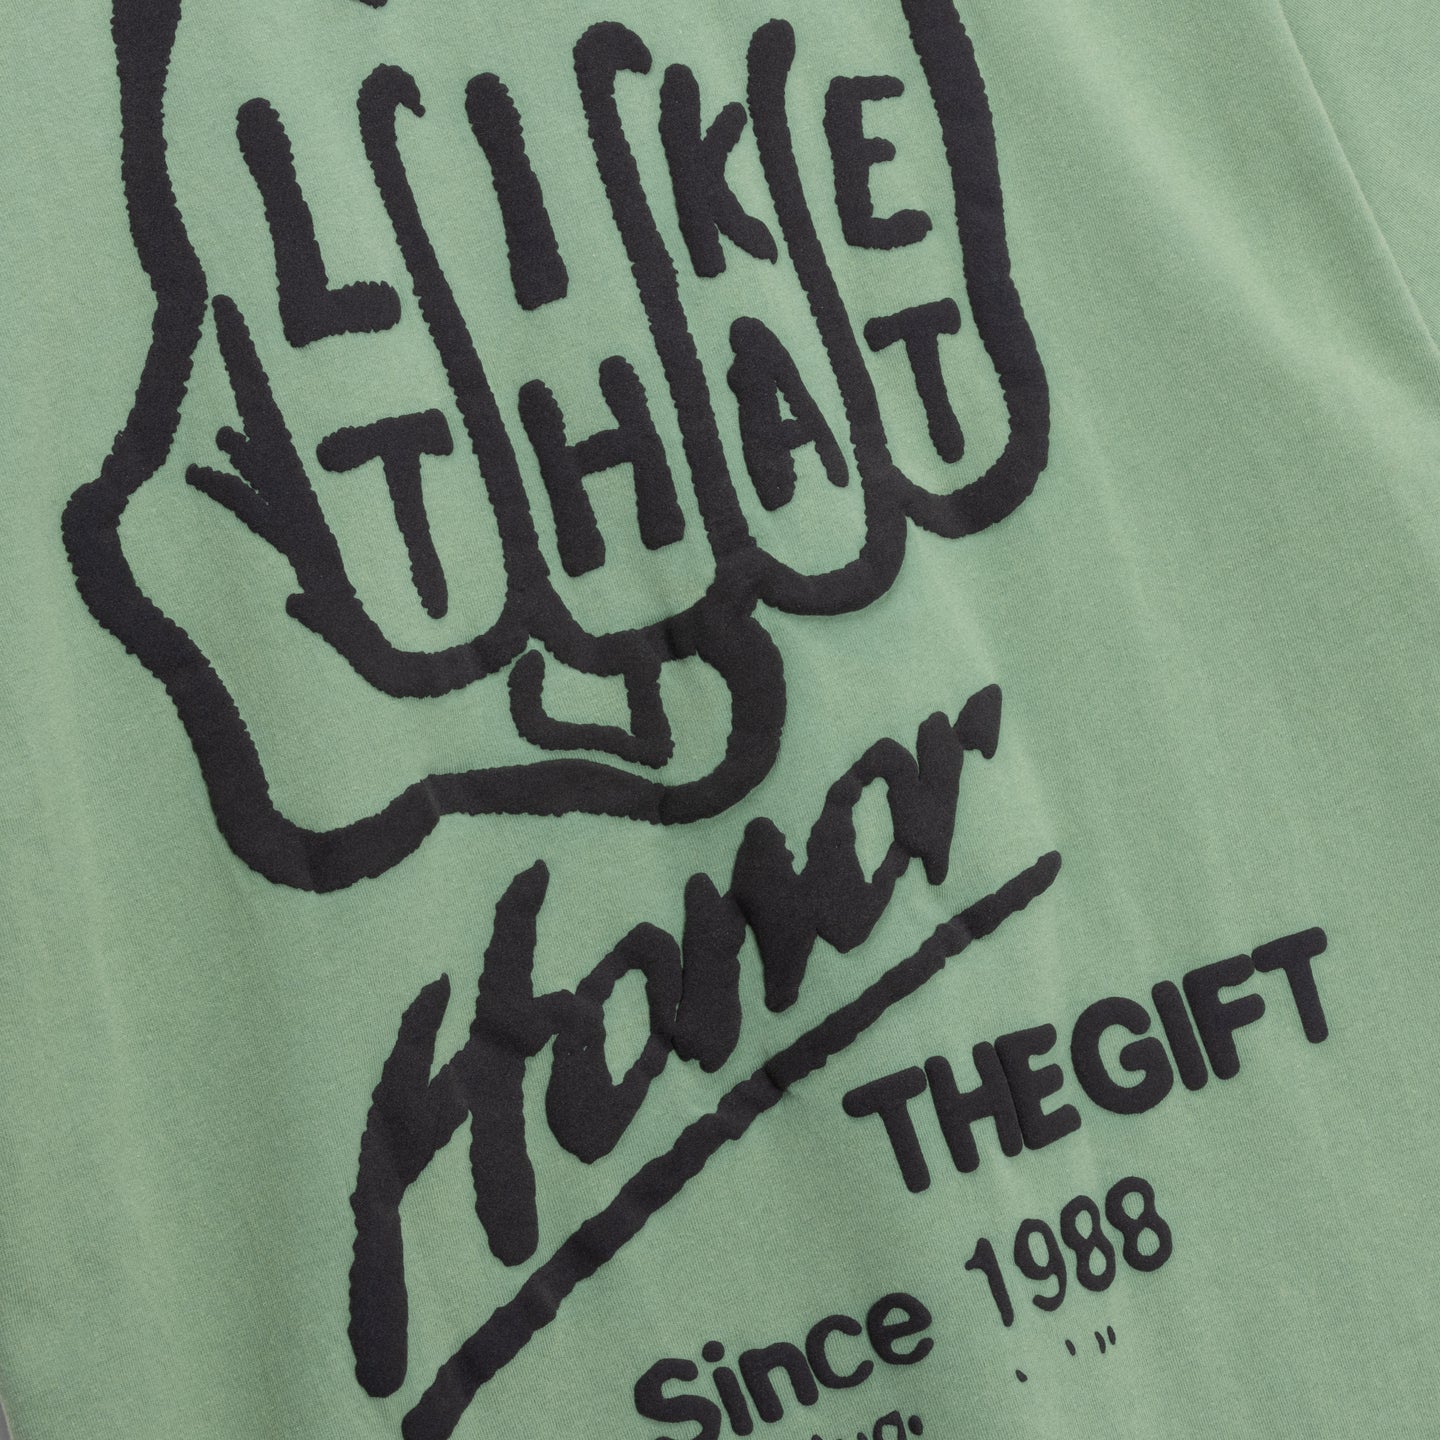 LIKE
THAT
Honor
THE GIFT
Since 1988